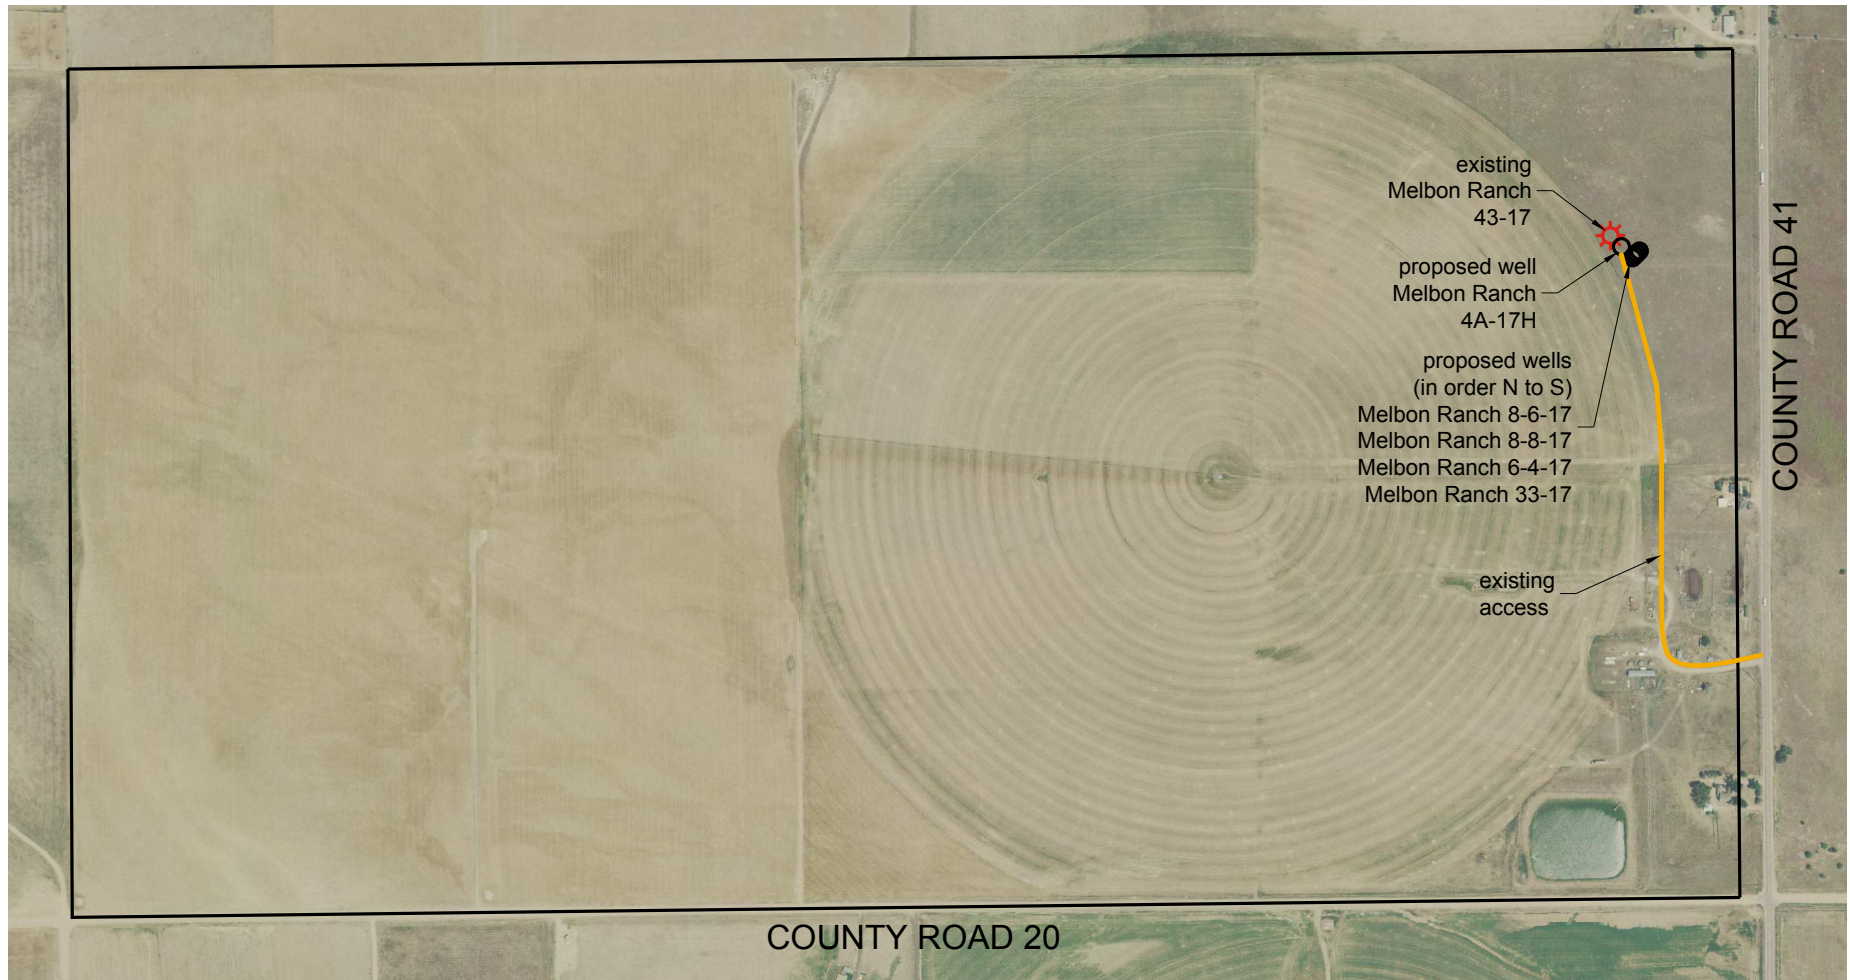 existing
Melbon Ranch
43-17
proposed well
Melbon Ranch
4A-17H
proposed wells
(in order N to S)
Melbon Ranch 8-6-17
Melbon Ranch 8-8-17
Melbon Ranch 6-4-17
Melbon Ranch 33-17
existing
access
COUNTY ROAD 41
COUNTY ROAD 20